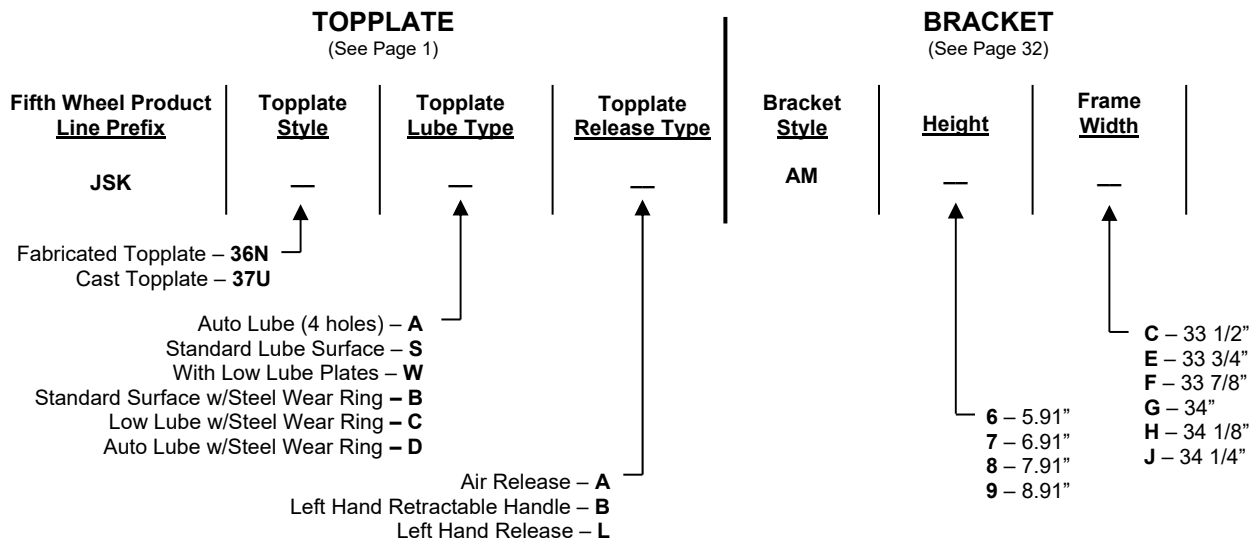 TOPPLATE
(See Page 1)
BRACKET
(See Page 32)
Fifth Wheel Product
Line Prefix
JSK
Topplate
Style
__
Topplate
Lube Type
__
Topplate
Release Type
__
Bracket
Style
AM
Height
__
Frame
Width
__
Fabricated Topplate – 36N
Cast Topplate – 37U
Auto Lube (4 holes) – A
Standard Lube Surface – S
With Low Lube Plates – W
Standard Surface w/Steel Wear Ring – B
Low Lube w/Steel Wear Ring – C
Auto Lube w/Steel Wear Ring – D
Air Release – A
Left Hand Retractable Handle – B
Left Hand Release – L
6 – 5.91”
7 – 6.91”
8 – 7.91”
9 – 8.91”
C – 33 1/2”
E – 33 3/4”
F – 33 7/8”
G – 34”
H – 34 1/8”
J – 34 1/4”